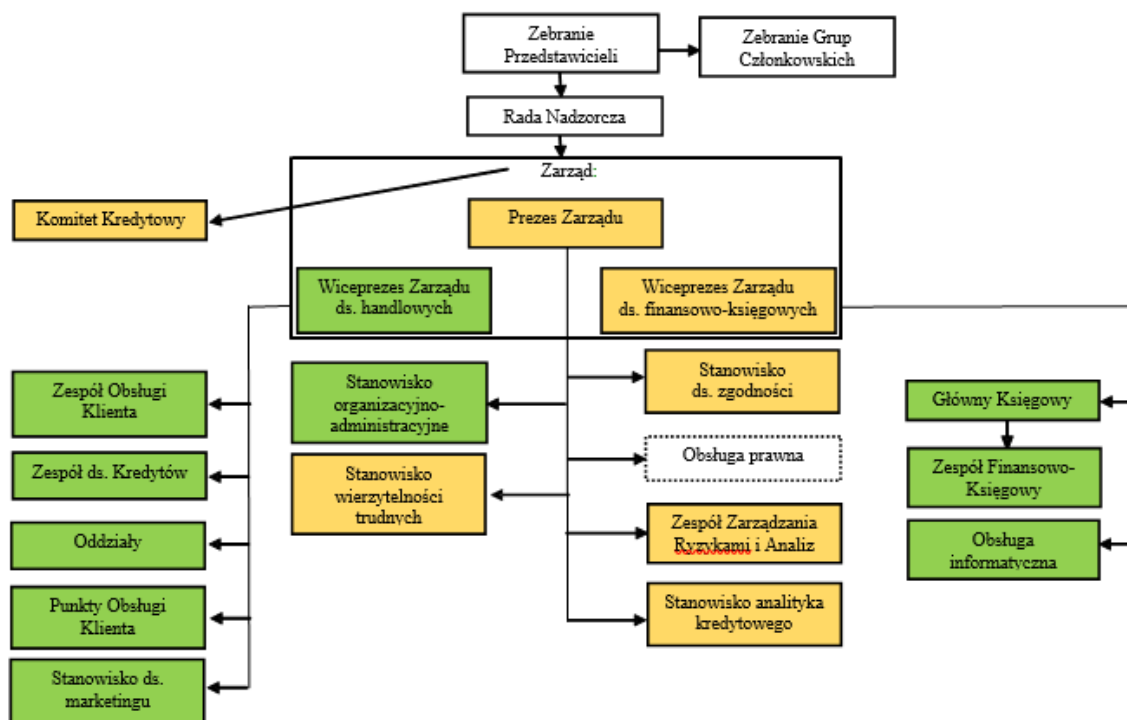 Zebranie
Przedstawicieli
Zebranie Grup
Członkowskich
Rada Nadzorcza
Zarząd:
Komitet Kredytowy
Prezes Zarządu
Wiceprezes Zarządu
ds. handlowych
Wiceprezes Zarządu
ds. finansowo-księgowych
Zespół Obsługi
Klienta
Stanowisko
organizacyjno-
administracyjne
Stanowisko
ds. zgodności
Główny Księgowy
Zespół ds. Kredytów
Stanowisko
wierzytelności
trudnych
Obsługa prawna
Zespół Finansowo-
Księgowy
Oddziały
Zespół Zarządzania
Ryzykami i Analiz
Obsługa
informatyczna
Punkty Obsługi
Klienta
Stanowisko analityka
kredytowego
Stanowisko ds.
marketingu